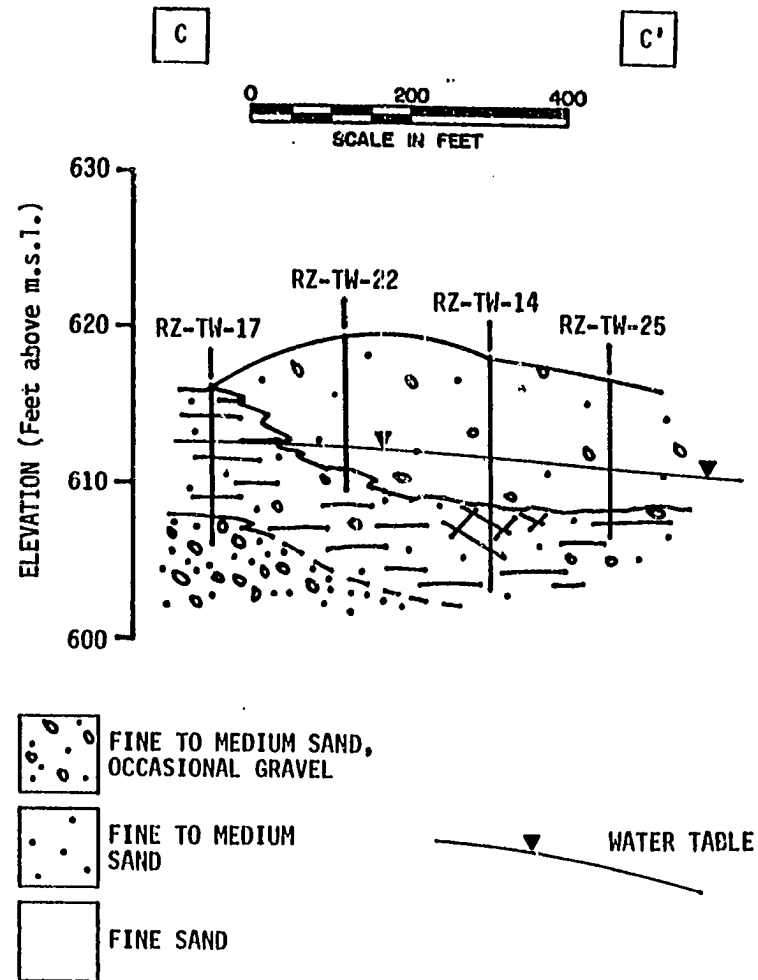 C
C'
0 200 400
SCALE IN FEET
630
620
610
600
ELEVATION (Feet above m.s.l.)
RZ-TW-17
RZ-TW-22
RZ-TW-14
RZ-TW-25
FINE TO MEDIUM SAND,
OCCASIONAL GRAVEL
FINE TO MEDIUM
SAND
FINE SAND
WATER TABLE